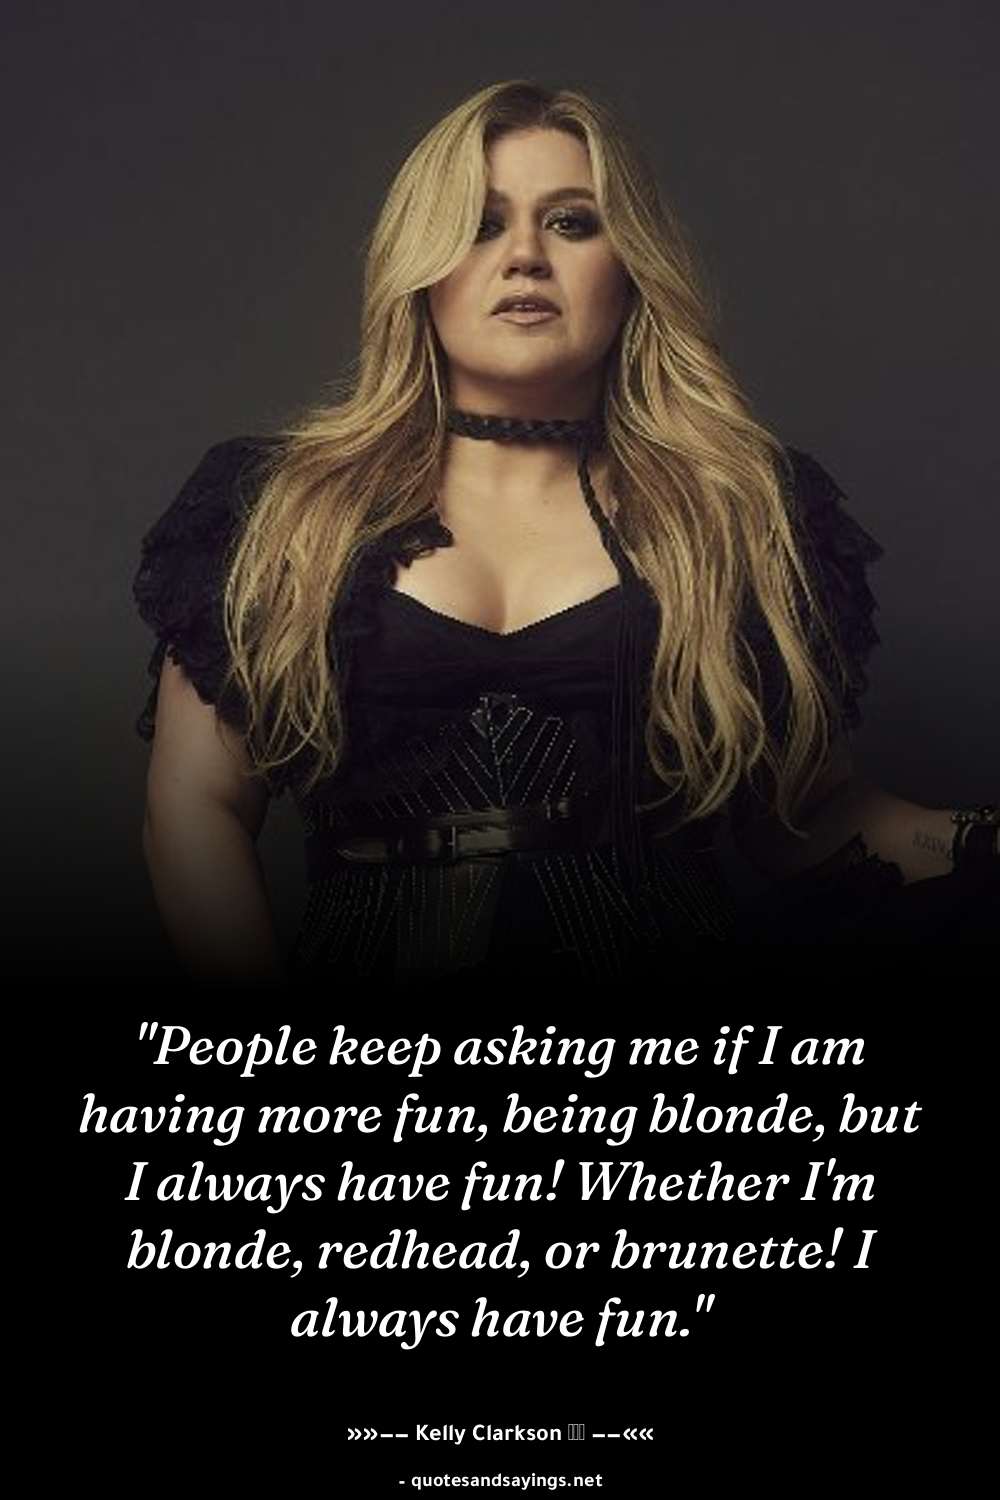 "People keep asking me if I am
having more fun, being blonde, but
I always have fun! Whether I'm
blonde, redhead, or brunette! I
always have fun."
»»−− Kelly Clarkson −−««
- quotesandsayings.net